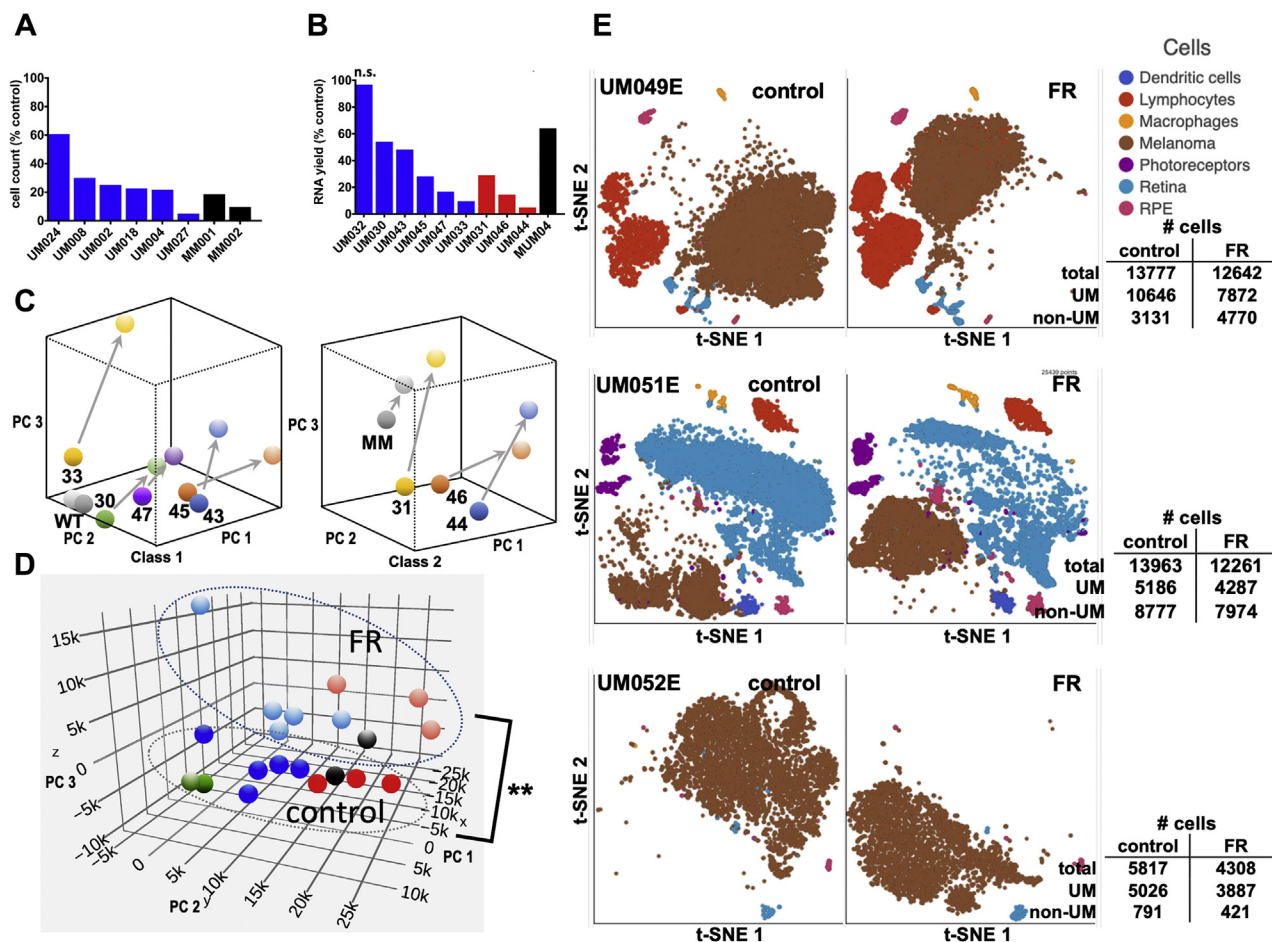 A
cell count (% control)
100
80
60
40
20
0
UM024
UM008
UM002
UM018
UM004
UM027
MM001
MM002
B
RNA yield (% control)
n.s.
100
80
60
40
20
0
UM032
UM030
UM043
UM045
UM047
UM033
UM031
UM046
UM044
MUM04
C
PC 3
33
WT
30
47
45
43
PC 2
Class 1
PC 1
PC 3
MM
31
46
44
PC 2
Class 2
PC 1
D
FR
control
**
15k
10k
5k
z
0
PC 3
−5k
−10k
−5k
0
5k
10k
15k
20k
25k
PC 2
y
25k
20k
15k
10k
x
5k
0
PC 1
5k
10k
E
UM049E
control
FR
t-SNE 2
t-SNE 1
t-SNE 1
Cells
Dendritic cells
Lymphocytes
Macrophages
Melanoma
Photoreceptors
Retina
RPE
# cells
control FR
total 13777 12642
UM 10646 7872
non-UM 3131 4770
UM051E
control
25439 points
FR
t-SNE 2
t-SNE 1
t-SNE 1
# cells
control FR
total 13963 12261
UM 5186 4287
non-UM 8777 7974
UM052E
control
FR
t-SNE 2
t-SNE 1
t-SNE 1
# cells
control FR
total 5817 4308
UM 5026 3887
non-UM 791 421